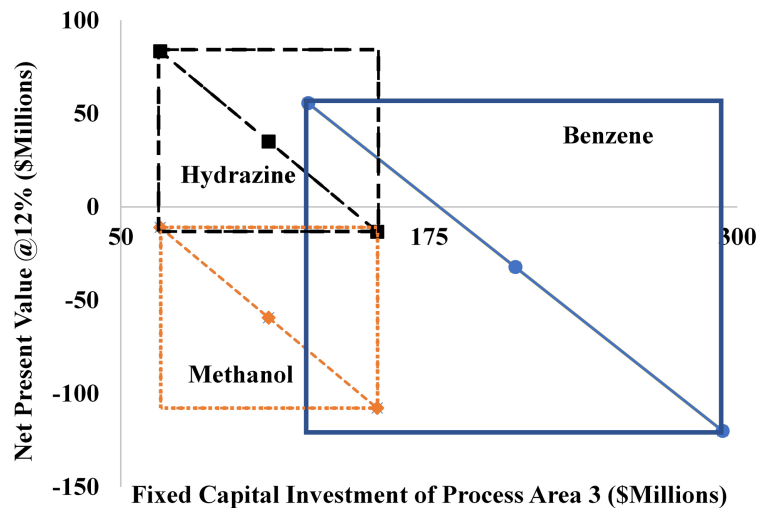 100
50
0
-50
-100
-150
50
175
300
Net Present Value @12% ($Millions)
Hydrazine
Benzene
Methanol
Fixed Capital Investment of Process Area 3 ($Millions)